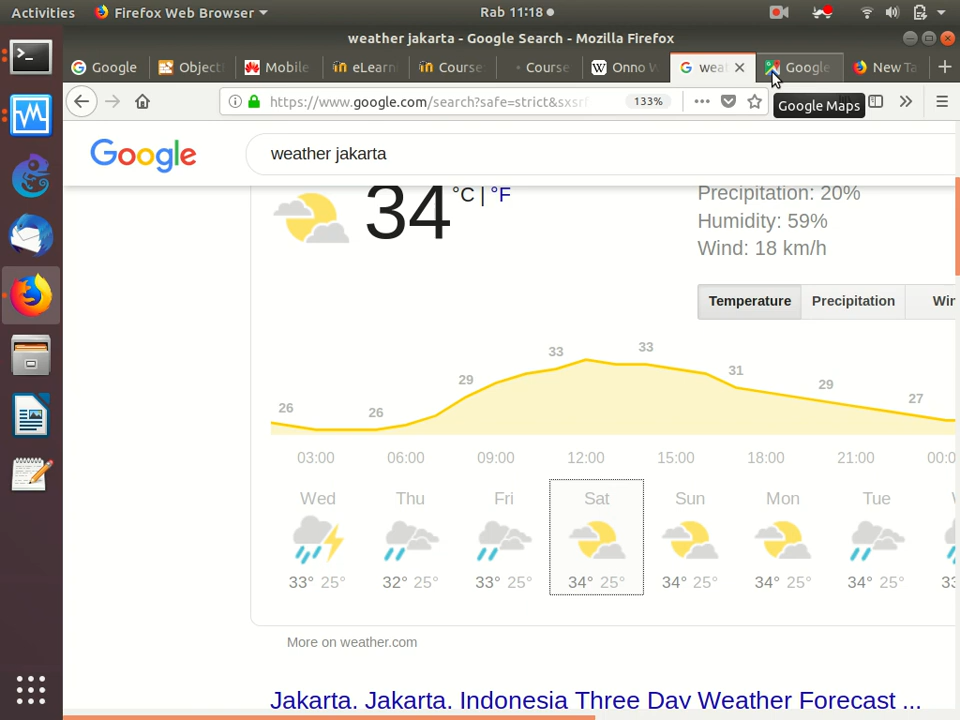 Activities Firefox Web Browser Rab 11:18
weather jakarta - Google Search - Mozilla Firefox
Google Object Mobile eLearn Course Course Onno W weat Google New Ta
https://www.google.com/search?safe=strict&sxsrf 133%
Google Maps
Google weather jakarta
34 °C | °F
Precipitation: 20%
Humidity: 59%
Wind: 18 km/h
Temperature Precipitation Win
26 26 29 33 33 31 29 27
03:00 06:00 09:00 12:00 15:00 18:00 21:00 00:0
Wed Thu Fri Sat Sun Mon Tue
33° 25° 32° 25° 33° 25° 34° 25° 34° 25° 34° 25° 34° 25° 33
More on weather.com
Jakarta, Jakarta, Indonesia Three Day Weather Forecast ...